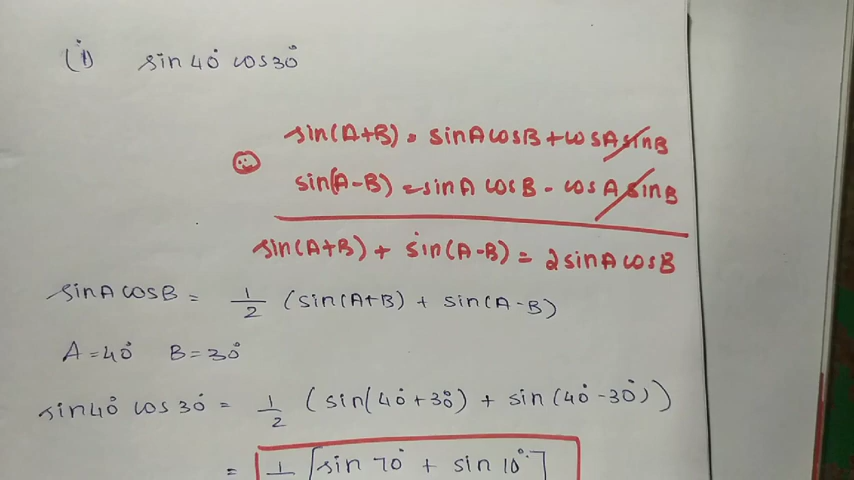 (i) sin 40° cos 30°
sin(A+B) = sinA cosB + cosA sinB
sin(A-B) = sinA cosB - cosA sinB
sin(A+B) + sin(A-B) = 2 sinA cosB
sinA cosB = 1/2 (sin(A+B) + sin(A-B))
A = 40° B = 30°
sin 40° cos 30° = 1/2 (sin(40°+30°) + sin(40°-30°))
= 1/2 [sin 70° + sin 10°]